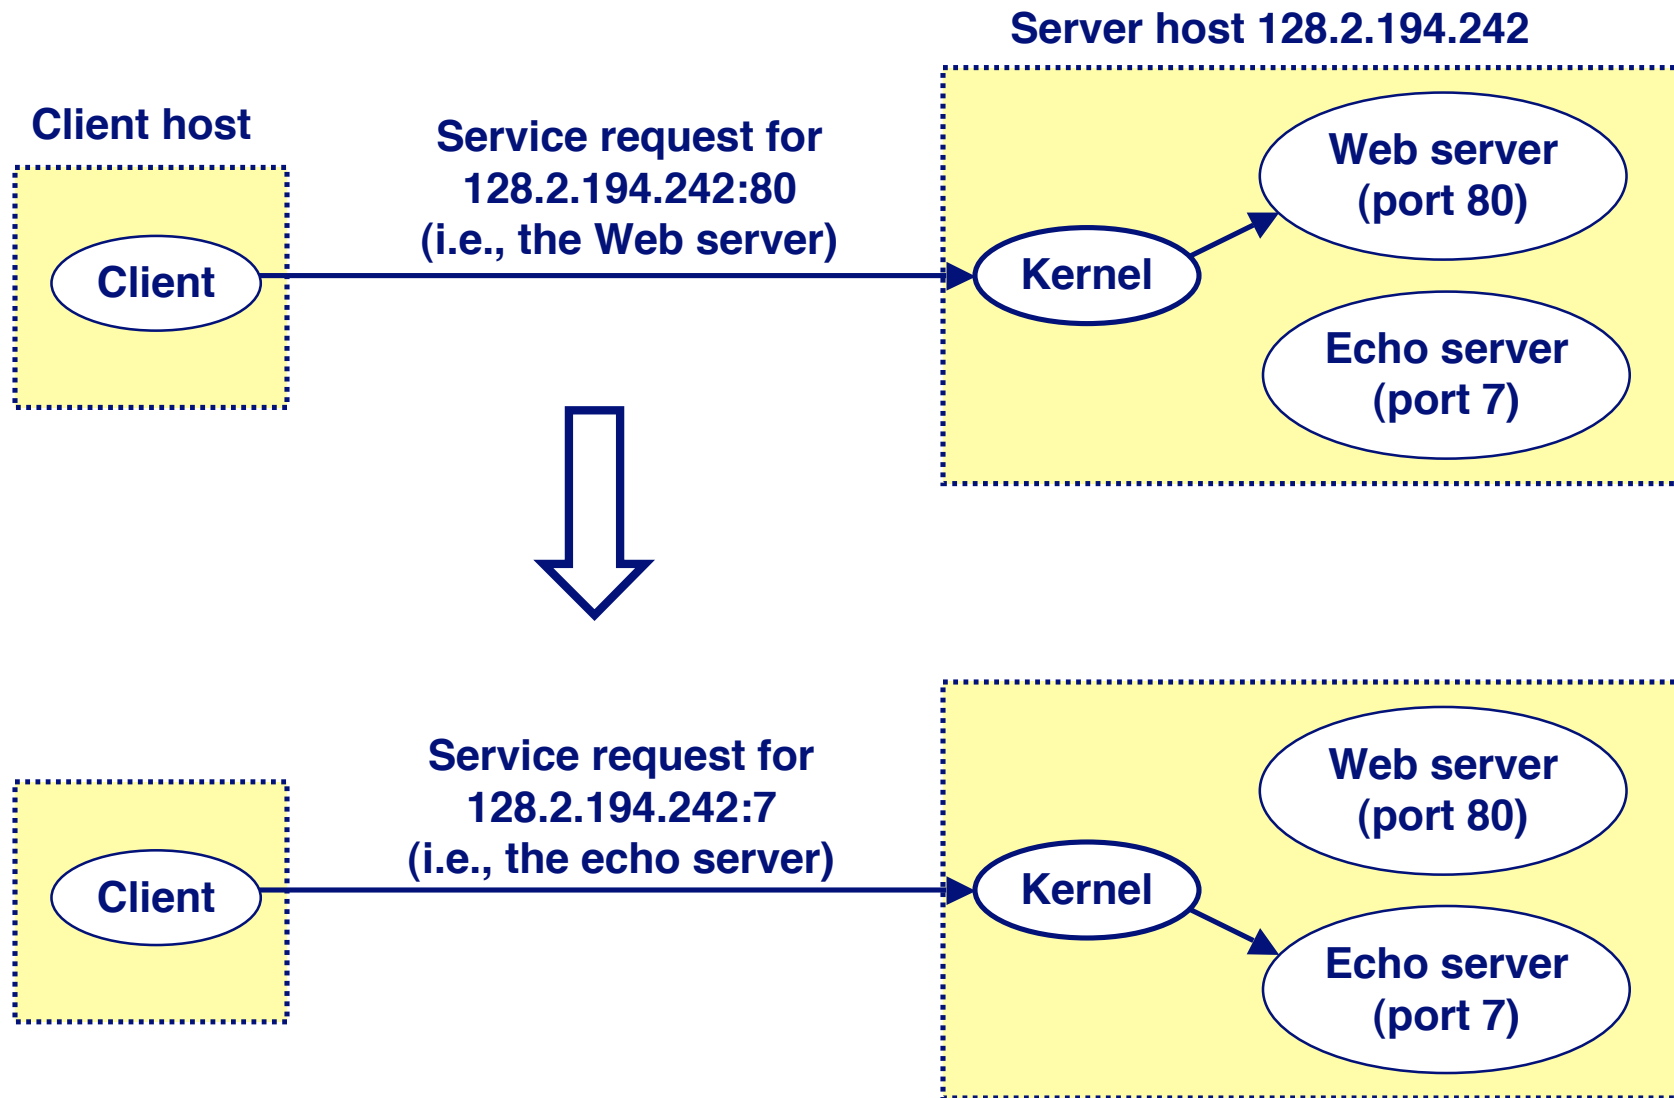 Server host 128.2.194.242
Client host
Service request for
128.2.194.242:80
(i.e., the Web server)
Client
Kernel
Web server
(port 80)
Echo server
(port 7)
Service request for
128.2.194.242:7
(i.e., the echo server)
Client
Kernel
Web server
(port 80)
Echo server
(port 7)